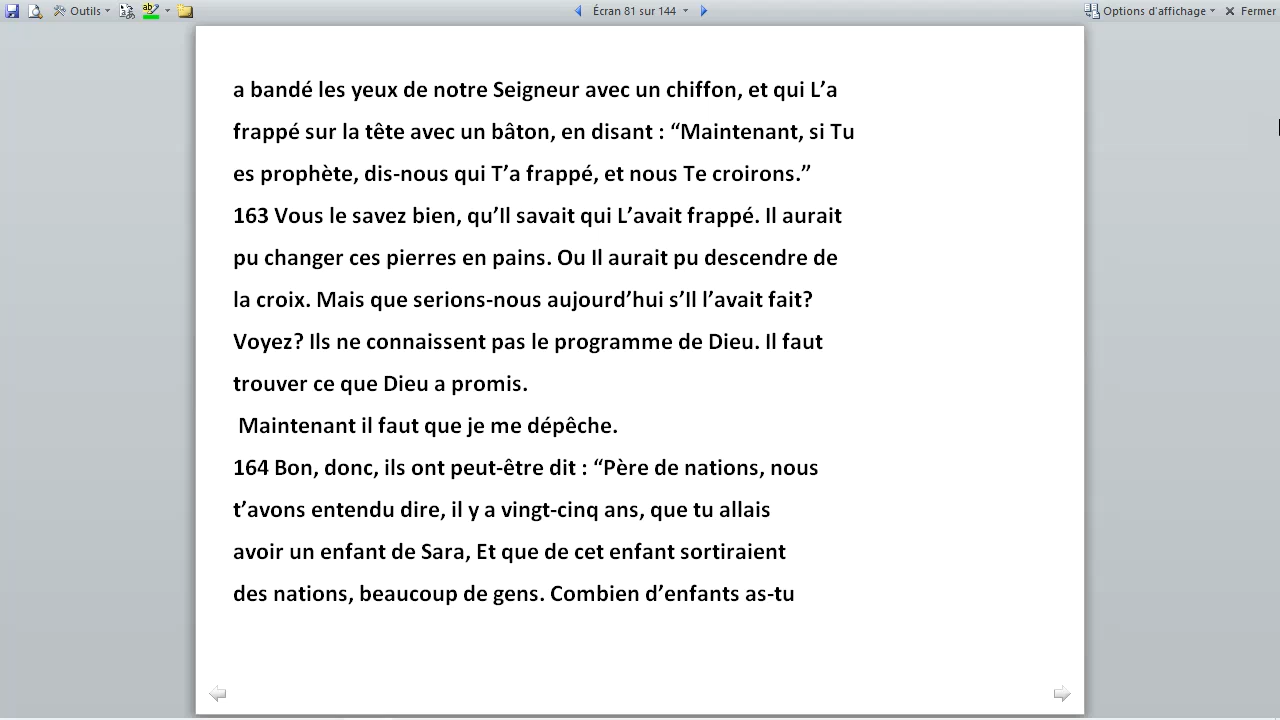 Outils
Écran 81 sur 144
Options d'affichage
Fermer
a bandé les yeux de notre Seigneur avec un chiffon, et qui L’a
frappé sur la tête avec un bâton, en disant : “Maintenant, si Tu
es prophète, dis-nous qui T’a frappé, et nous Te croirons.”
163 Vous le savez bien, qu’Il savait qui L’avait frappé. Il aurait
pu changer ces pierres en pains. Ou Il aurait pu descendre de
la croix. Mais que serions-nous aujourd’hui s’Il l’avait fait?
Voyez? Ils ne connaissent pas le programme de Dieu. Il faut
trouver ce que Dieu a promis.
Maintenant il faut que je me dépêche.
164 Bon, donc, ils ont peut-être dit : “Père de nations, nous
t’avons entendu dire, il y a vingt-cinq ans, que tu allais
avoir un enfant de Sara, Et que de cet enfant sortiraient
des nations, beaucoup de gens. Combien d’enfants as-tu